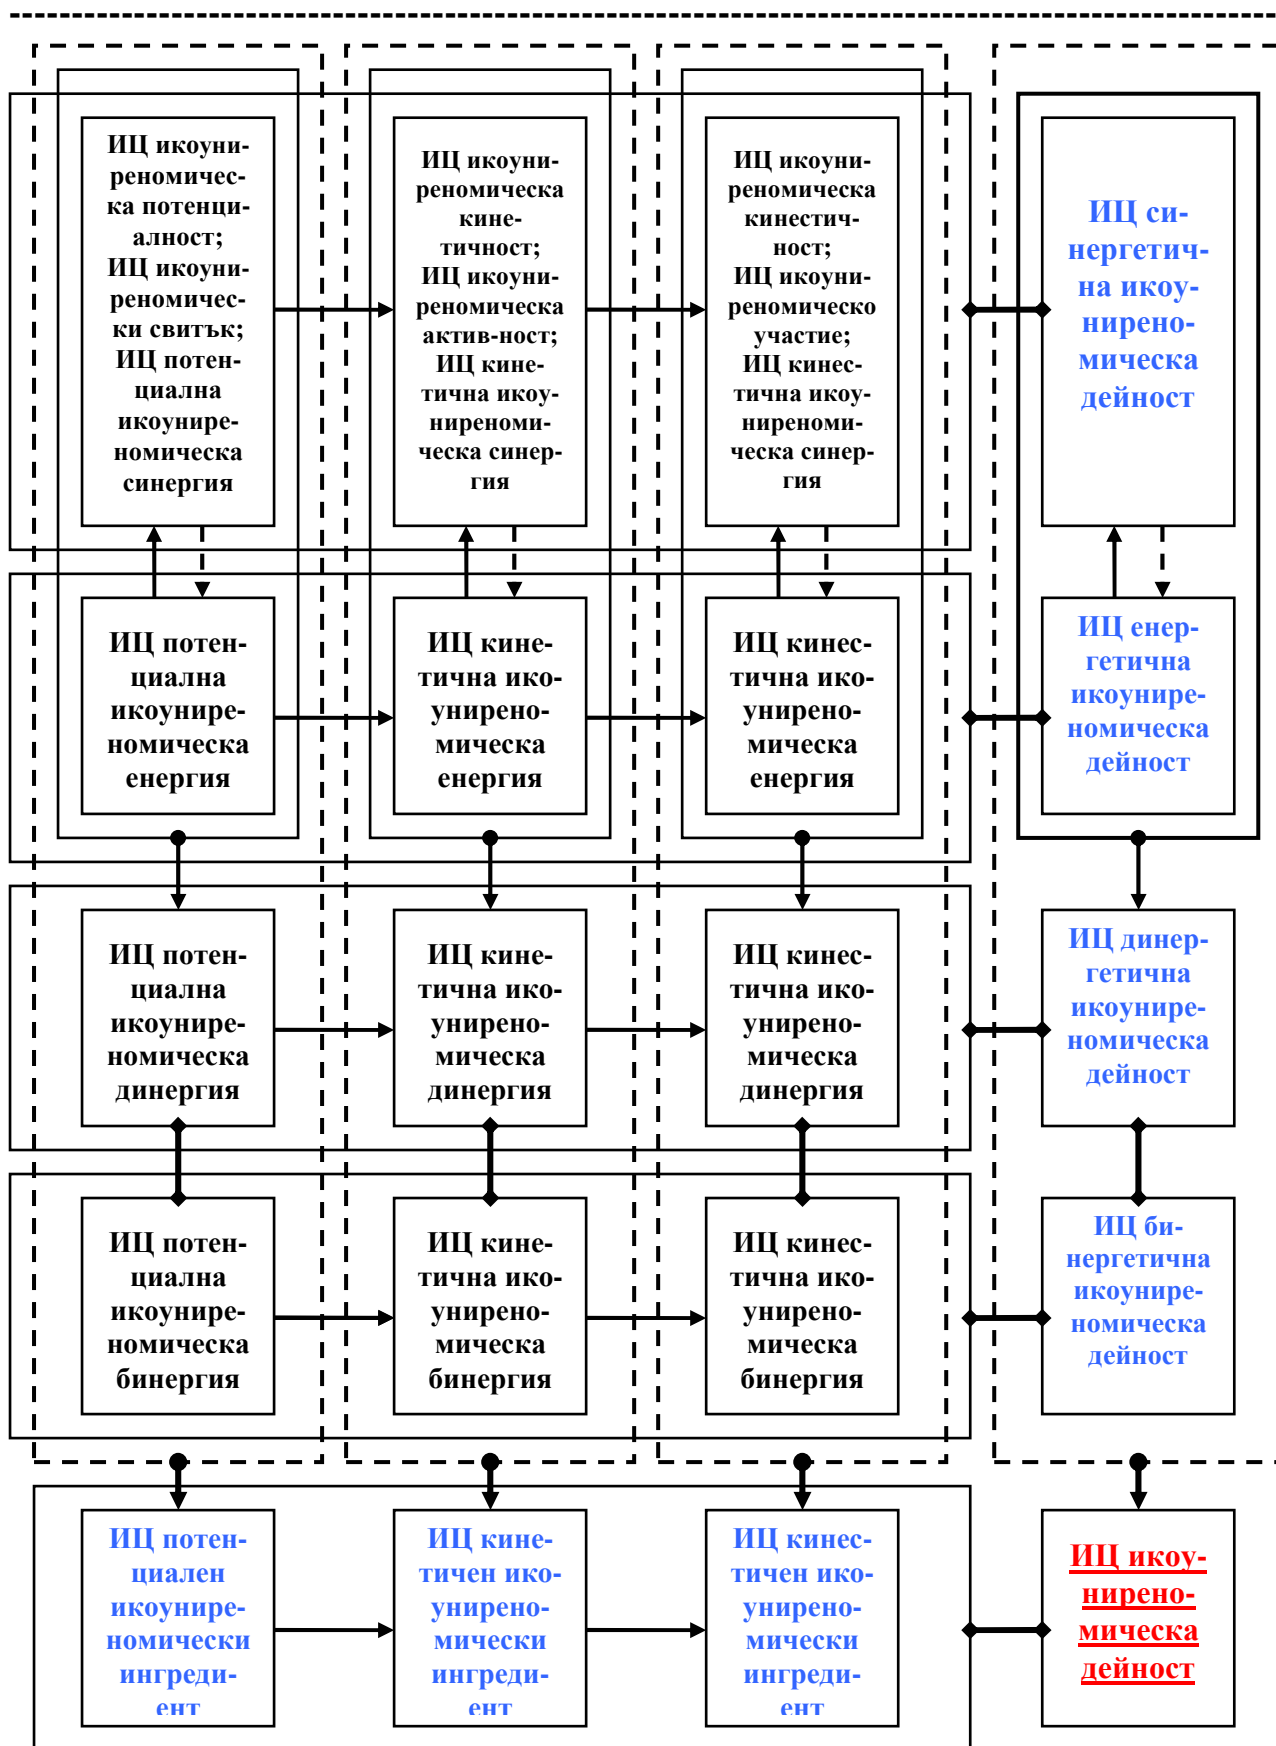 ИЦ икоуни-
реномичес-
ка потенци-
алност;
ИЦ икоуни-
реномичес-
ки свитък;
ИЦ потен-
циална
икоунире-
номическа
синергия
ИЦ икоуни-
реномическа
кине-
тичност;
ИЦ икоуни-
реномическа
актив-ност;
ИЦ кине-
тична икоу-
ниреноми-
ческа синер-
гия
ИЦ икоуни-
реномическа
кинестич-
ност;
ИЦ икоуни-
реномическо
участие;
ИЦ кинес-
тична икоу-
ниреноми-
ческа синер-
гия
ИЦ си-
нергетич-
на икоу-
нирено-
мическа
дейност
ИЦ потен-
циална
икоунире-
номическа
енергия
ИЦ кине-
тична ико-
унирено-
мическа
енергия
ИЦ кинес-
тична ико-
унирено-
мическа
енергия
ИЦ енер-
гетична
икоунире-
номическа
дейност
ИЦ потен-
циална
икоунире-
номическа
динергия
ИЦ кине-
тична ико-
унирено-
мическа
динергия
ИЦ кинес-
тична ико-
унирено-
мическа
динергия
ИЦ динер-
гетична
икоунире-
номическа
дейност
ИЦ потен-
циална
икоунире-
номическа
бинергия
ИЦ кине-
тична ико-
унирено-
мическа
бинергия
ИЦ кинес-
тична ико-
унирено-
мическа
бинергия
ИЦ би-
нергетична
икоунире-
номическа
дейност
ИЦ потен-
циален
икоунире-
номически
ингреди-
ент
ИЦ кине-
тичен ико-
унирено-
мически
ингреди-
ент
ИЦ кинес-
тичен ико-
унирено-
мически
ингреди-
ент
ИЦ икоу-
нирено-
мическа
дейност